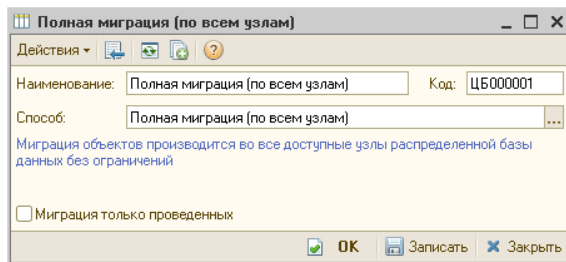 Полная миграция (по всем узлам)
Действия
Наименование: Полная миграция (по всем узлам) Код: ЦБ000001
Способ: Полная миграция (по всем узлам) ...
Миграция объектов производится во все доступные узлы распределенной базы
данных без ограничений
Миграция только проведенных
OK Записать Закрыть